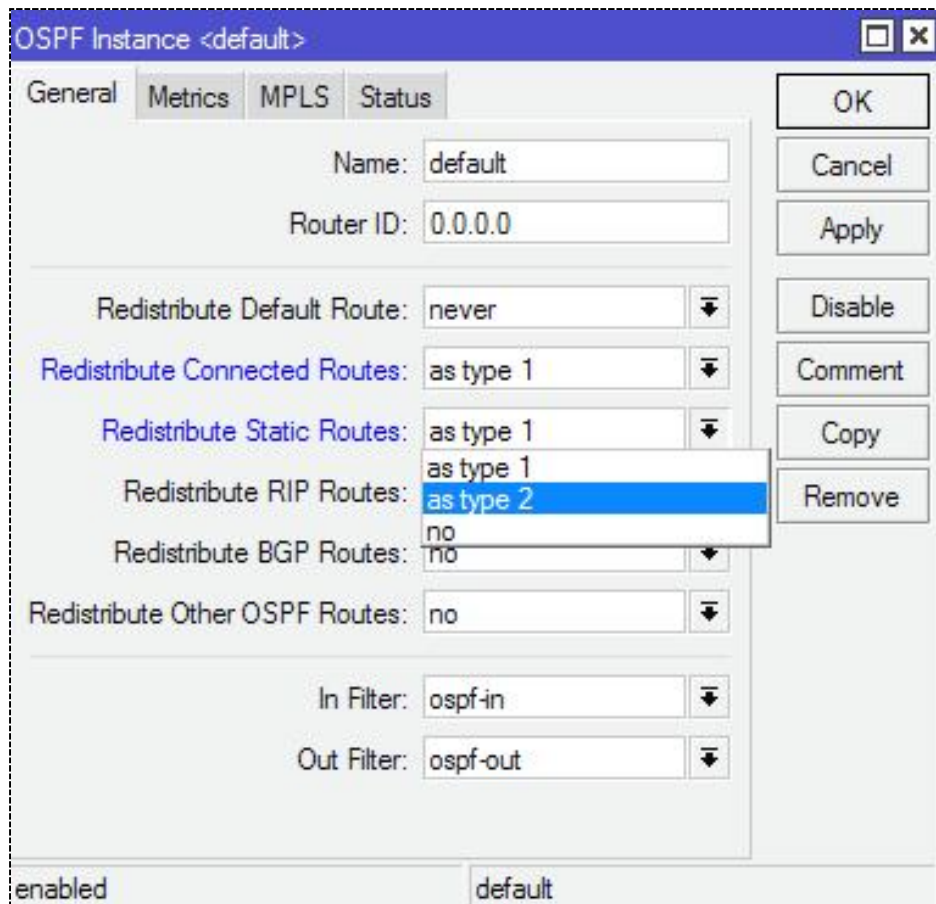 OSPF Instance <default>
General Metrics MPLS Status
OK
Name: default
Cancel
Router ID: 0.0.0.0
Apply
Redistribute Default Route: never
Disable
Redistribute Connected Routes: as type 1
Comment
Redistribute Static Routes: as type 1
Copy
as type 1
Redistribute RIP Routes: as type 2
Remove
no
Redistribute BGP Routes: no
Redistribute Other OSPF Routes: no
In Filter: ospf-in
Out Filter: ospf-out
enabled default